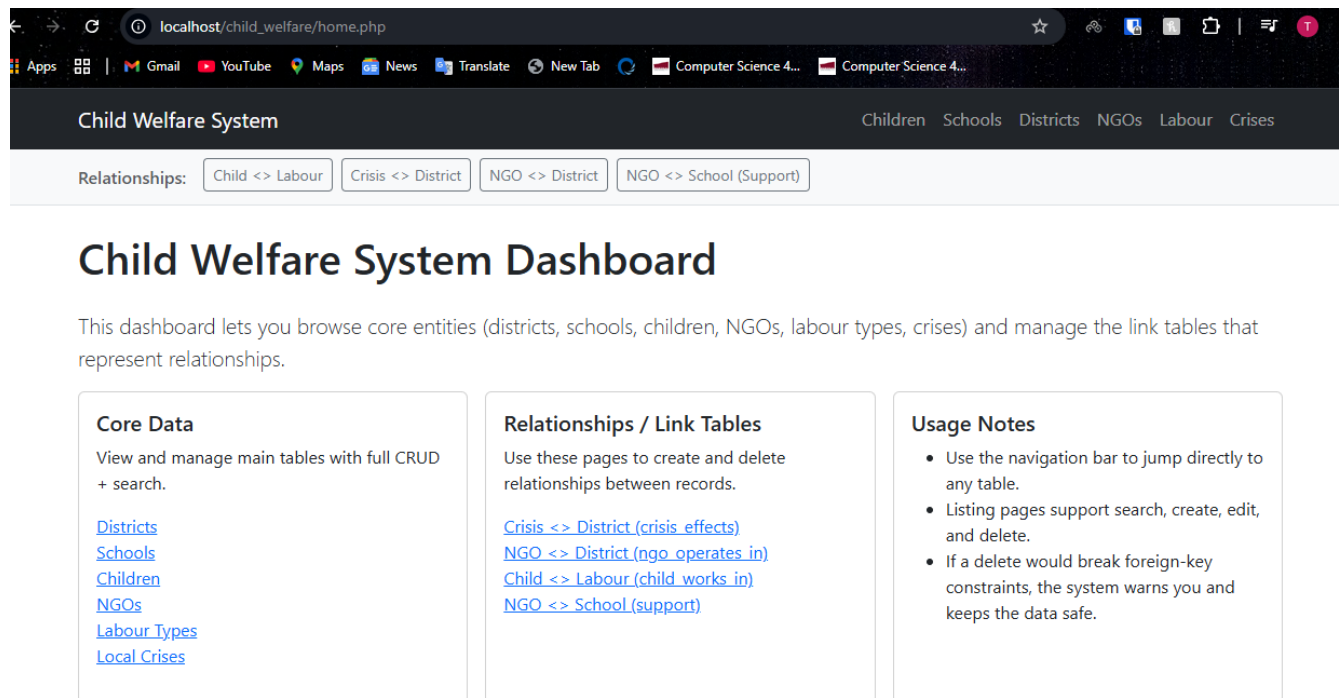 localhost/child_welfare/home.php
T
Apps Gmail YouTube Maps News Translate New Tab Computer Science 4... Computer Science 4...
Child Welfare System Children Schools Districts NGOs Labour Crises
Relationships: Child <> Labour Crisis <> District NGO <> District NGO <> School (Support)
Child Welfare System Dashboard
This dashboard lets you browse core entities (districts, schools, children, NGOs, labour types, crises) and manage the link tables that
represent relationships.
Core Data
View and manage main tables with full CRUD
+ search.
Districts
Schools
Children
NGOs
Labour Types
Local Crises
Relationships / Link Tables
Use these pages to create and delete
relationships between records.
Crisis <> District (crisis_effects)
NGO <> District (ngo_operates_in)
Child <> Labour (child_works_in)
NGO <> School (support)
Usage Notes
• Use the navigation bar to jump directly to
any table.
• Listing pages support search, create, edit,
and delete.
• If a delete would break foreign-key
constraints, the system warns you and
keeps the data safe.